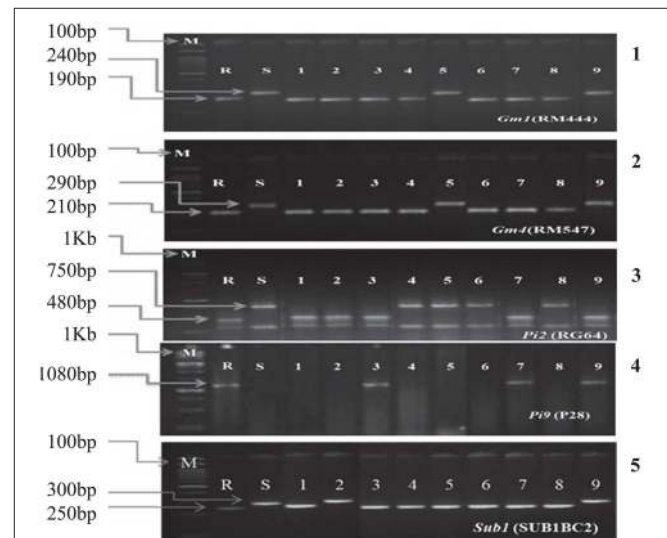 100bp M 1
240bp R S 1 2 3 4 5 6 7 8 9
190bp
Gm1(RM444)
100bp M 2
290bp R S 1 2 3 4 5 6 7 8 9
210bp
Gm4(RM547)
1Kb M 3
750bp R S 1 2 3 4 5 6 7 8 9
480bp
Pi2 (RG64)
1Kb M 4
1080bp R S 1 2 3 4 5 6 7 8 9
Pi9 (P28)
100bp M 5
300bp R S 1 2 3 4 5 6 7 8 9
250bp
Sub1 (SUB1BC2)